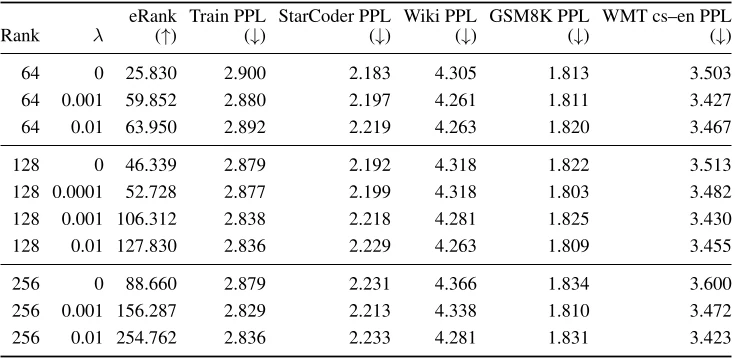 Rank λ eRank (↑) Train PPL (↓) StarCoder PPL (↓) Wiki PPL (↓) GSM8K PPL (↓) WMT cs–en PPL (↓)
64 0 25.830 2.900 2.183 4.305 1.813 3.503
64 0.001 59.852 2.880 2.197 4.261 1.811 3.427
64 0.01 63.950 2.892 2.219 4.263 1.820 3.467
128 0 46.339 2.879 2.192 4.318 1.822 3.513
128 0.0001 52.728 2.877 2.199 4.318 1.803 3.482
128 0.001 106.312 2.838 2.218 4.281 1.825 3.430
128 0.01 127.830 2.836 2.229 4.263 1.809 3.455
256 0 88.660 2.879 2.231 4.366 1.834 3.600
256 0.001 156.287 2.829 2.213 4.338 1.810 3.472
256 0.01 254.762 2.836 2.233 4.281 1.831 3.423